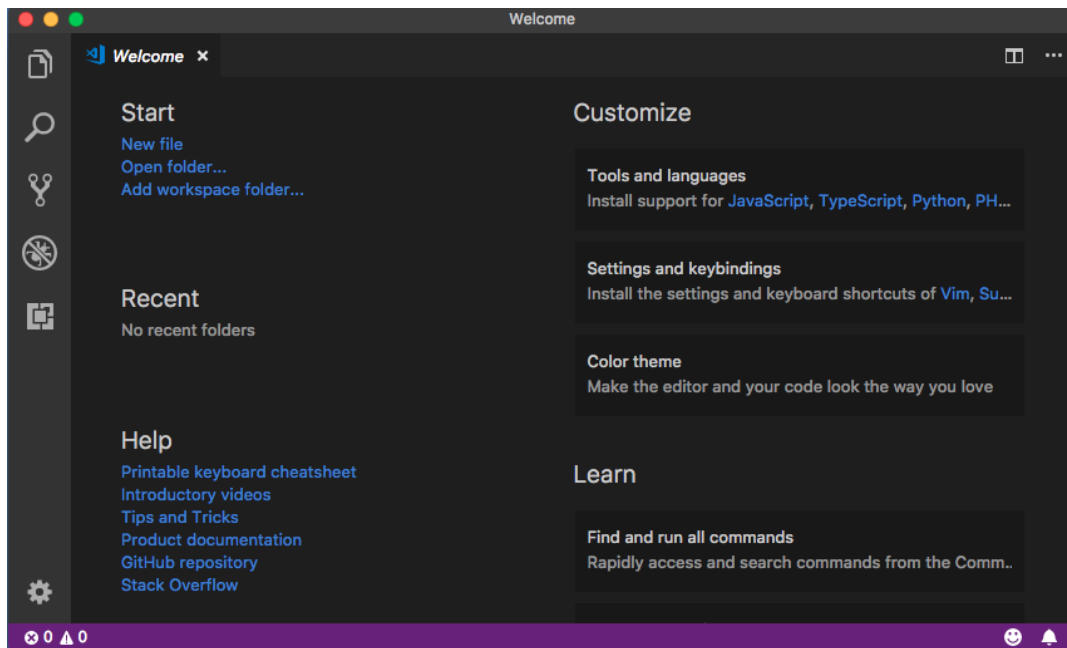 Welcome
Welcome ×
Start
New file
Open folder...
Add workspace folder...
Recent
No recent folders
Help
Printable keyboard cheatsheet
Introductory videos
Tips and Tricks
Product documentation
GitHub repository
Stack Overflow
Customize
Tools and languages
Install support for JavaScript, TypeScript, Python, PH...
Settings and keybindings
Install the settings and keyboard shortcuts of Vim, Su...
Color theme
Make the editor and your code look the way you love
Learn
Find and run all commands
Rapidly access and search commands from the Comm..
0 0